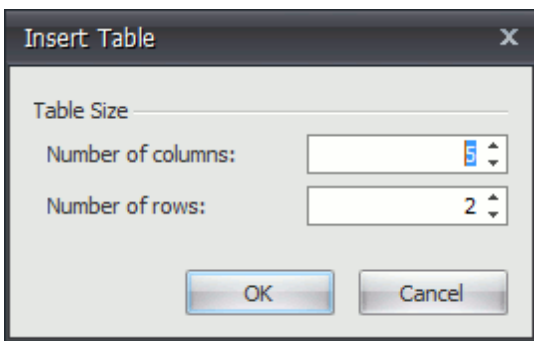 Insert Table x
Table Size
Number of columns: 5
Number of rows: 2
OK Cancel